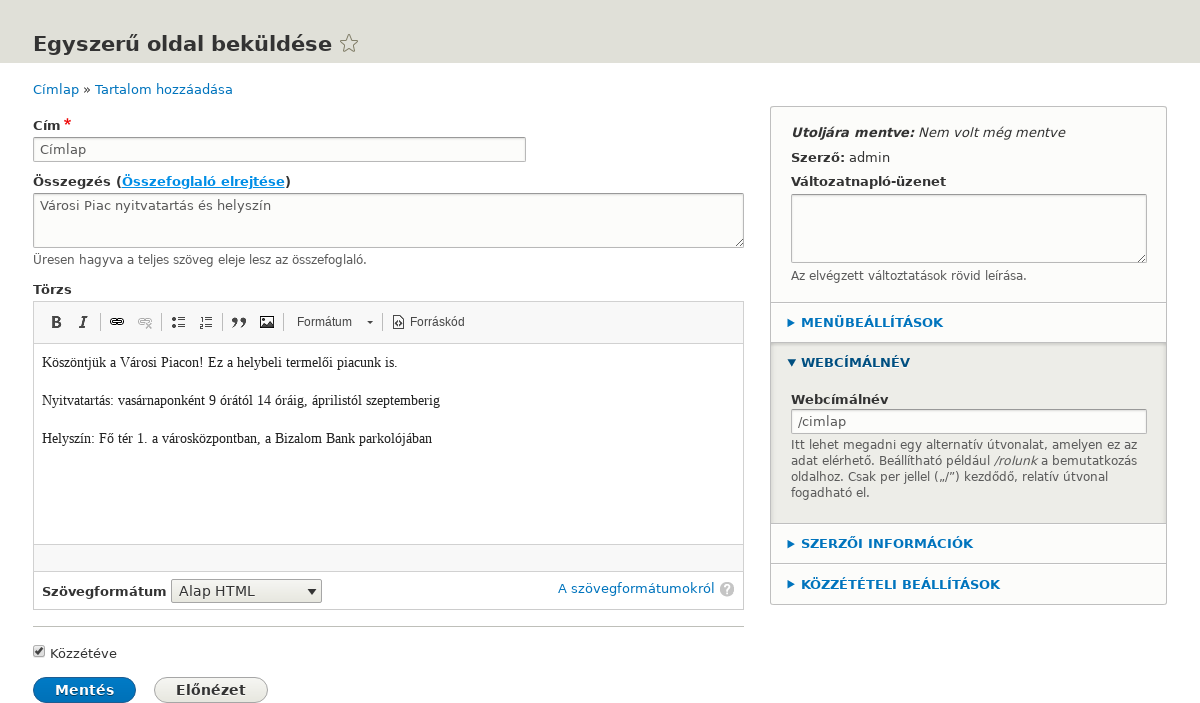 Egyszerű oldal beküldése
Címlap » Tartalom hozzáadása
Cím *
Címlap
Összegzés (Összefoglaló elrejtése)
Városi Piac nyitvatartás és helyszín
Üresen hagyva a teljes szöveg eleje lesz az összefoglaló.
Törzs
B I Formátum Forráskód
Köszöntjük a Városi Piacon! Ez a helybeli termelői piacunk is.
Nyitvatartás: vasárnaponként 9 órától 14 óráig, áprilistól szeptemberig
Helyszín: Fő tér 1. a városközpontban, a Bizalom Bank parkolójában
Szövegformátum Alap HTML A szövegformátumokról ?
Közzétéve
Mentés Előnézet
Utoljára mentve: Nem volt még mentve
Szerző: admin
Változatnapló-üzenet
Az elvégzett változtatások rövid leírása.
MENÜBEÁLLÍTÁSOK
WEBCÍMÁLNÉV
Webcímálnév
/cimlap
Itt lehet megadni egy alternatív útvonalat, amelyen ez az
adat elérhető. Beállítható például /rolunk a bemutatkozás
oldalhoz. Csak per jellel („/”) kezdődő, relatív útvonal
fogadható el.
SZERZŐI INFORMÁCIÓK
KÖZZÉTÉTELI BEÁLLÍTÁSOK